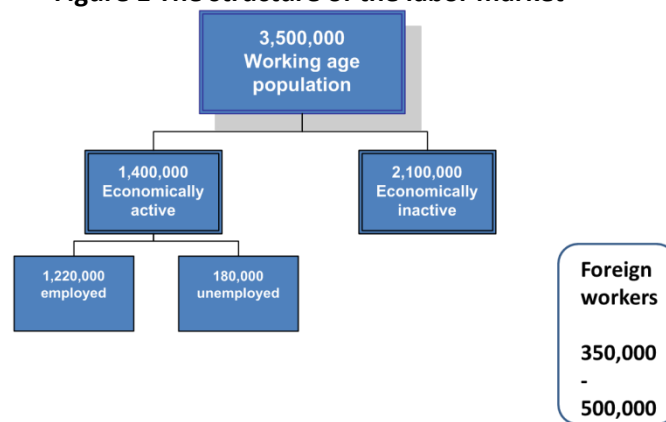 Figure 1 The structure of the labor market
3,500,000
Working age
population
1,400,000
Economically
active
2,100,000
Economically
inactive
1,220,000
employed
180,000
unemployed
Foreign
workers
350,000
-
500,000